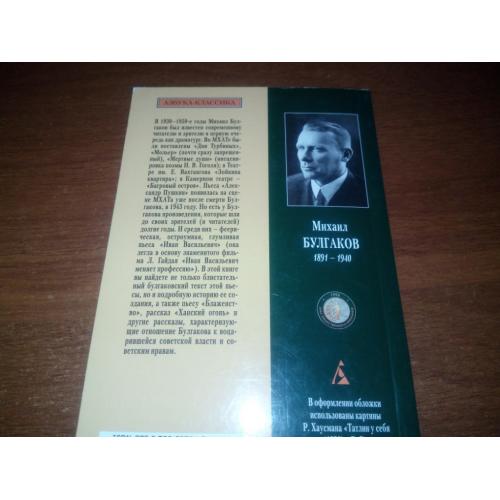 АЗБУКА-КЛАССИКА
В 1930–1950-е годы Михаил Бул-
гаков был известен современному
читателю и зрителю в первую оче-
редь как драматург. Во МХАТе бы-
ли поставлены «Дни Турбиных»,
«Мольер» (почти сразу запрещен-
ный), «Мертвые души» (инсцени-
ровка поэмы Н. В. Гоголя); в Теат-
ре им. Е. Вахтангова «Зойкина
квартира»; в Камерном театре –
«Багровый остров». Пьеса «Алек-
сандр Пушкин» появилась на сце-
не МХАТа уже после смерти Бул-
гакова, в 1943 году. Но есть у Бул-
гакова произведения, которые шли
до своих зрителей (и читателей)
долгие годы. И среди них – феери-
ческая, остроумная, глумливая
пьеса «Иван Васильевич» (она
легла в основу знаменитого филь-
ма Л. Гайдая «Иван Васильевич
меняет профессию»). В этой книге
вы найдете не только блистатель-
ный булгаковский текст этой пье-
сы, но и подробную историю ее со-
здания, а также пьесу «Блаженст-
во», рассказ «Ханский огонь» и
другие рассказы, характеризую-
щие отношение Булгакова к воца-
рившейся советской власти и со-
ветским нравам.
Михаил
БУЛГАКОВ
1891 – 1940
В оформлении обложки
использованы картины
Р. Хаусмана «Татлин у себя